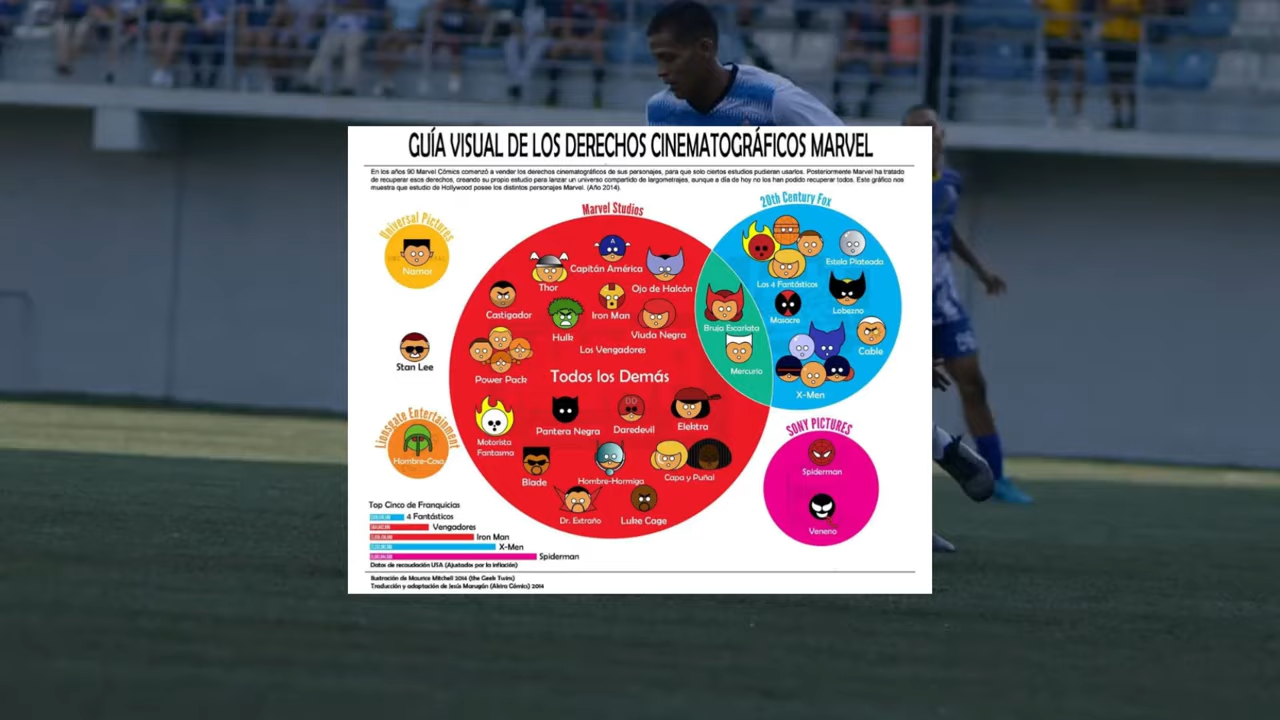 GUÍA VISUAL DE LOS DERECHOS CINEMATOGRÁFICOS MARVEL
En los años 90 Marvel Cómics comenzó a vender los derechos cinematográficos de sus personajes, para que solo ciertos estudios pudieran usarlos. Posteriormente Marvel ha tratado
de recuperar esos derechos, creando su propio estudio para lanzar un universo compartido de largometrajes, aunque a día de hoy no los han podido recuperar todos. Este gráfico nos
muestra que estudio de Hollywood posee los distintos personajes Marvel. (Año 2014).
Universal Pictures
Namor
Stan Lee
Lionsgate Entertainment
Hombre-Cosa
Marvel Studios
Capitán América
Thor
Ojo de Halcón
Castigador
Iron Man
Hulk
Viuda Negra
Los Vengadores
Power Pack
Todos los Demás
Motorista
Fantasma
Pantera Negra
Daredevil
Elektra
Blade
Hombre-Hormiga
Capa y Puñal
Dr. Extraño
Luke Cage
Bruja Escarlata
Mercurio
20th Century Fox
Estela Plateada
Los 4 Fantásticos
Masacre
Lobezno
Cable
X-Men
SONY PICTURES
Spiderman
Veneno
Top Cinco de Franquicias
4 Fantásticos
Vengadores
Iron Man
X-Men
Spiderman
Datos de recaudación USA (Ajustados por la inflación)
Ilustración de Maurice Mitchell 2014 (the Geek Twins)
Traducción y adaptación de Jesús Marugán (Akira Cómics) 2014